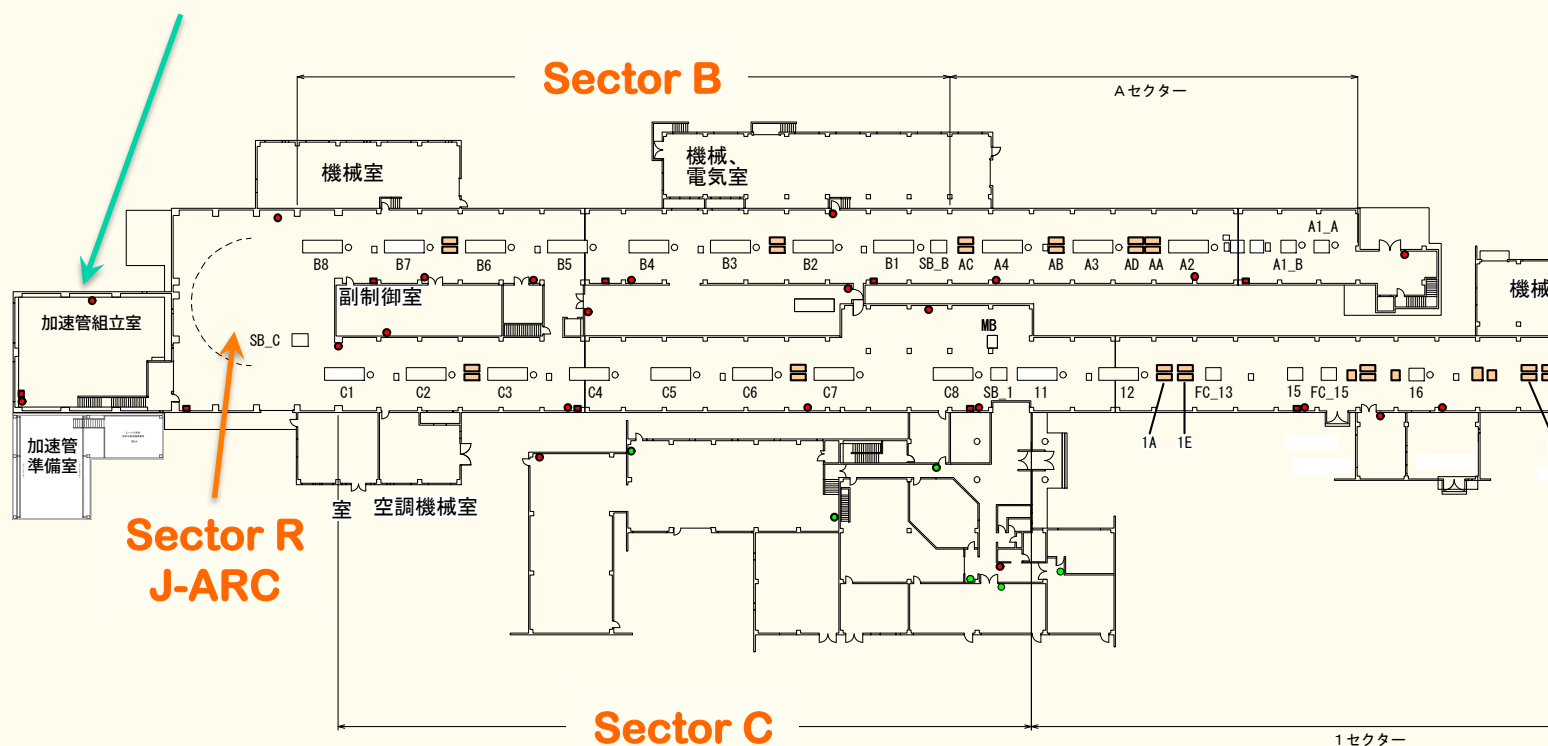 Sector B
Aセクター
機械室
機械、
電気室
A1_A
B8
B7
B6
B5
B4
B3
B2
B1
SB_B
AC
A4
AB
A3
AD
AA
A2
A1_B
副制御室
機械
加速管組立室
SB_C
MB
C1
C2
C3
C4
C5
C6
C7
C8
SB_1
11
12
FC_13
15
FC_15
16
1A
1E
加速管
準備室
室
空調機械室
Sector R
J-ARC
Sector C
1セクター